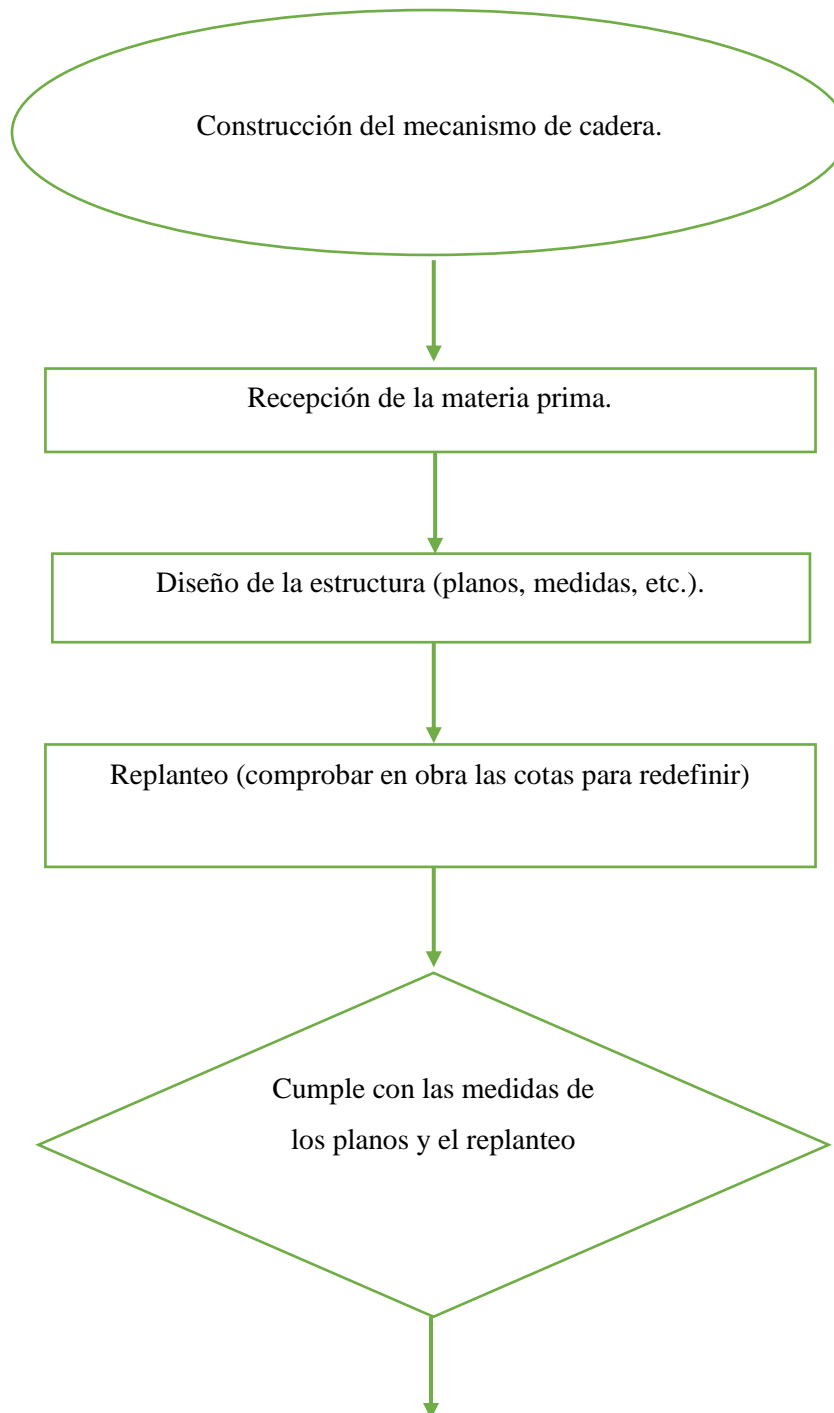 Construcción del mecanismo de cadera.
Recepción de la materia prima.
Diseño de la estructura (planos, medidas, etc.).
Replanteo (comprobar en obra las cotas para redefinir)
Cumple con las medidas de
los planos y el replanteo